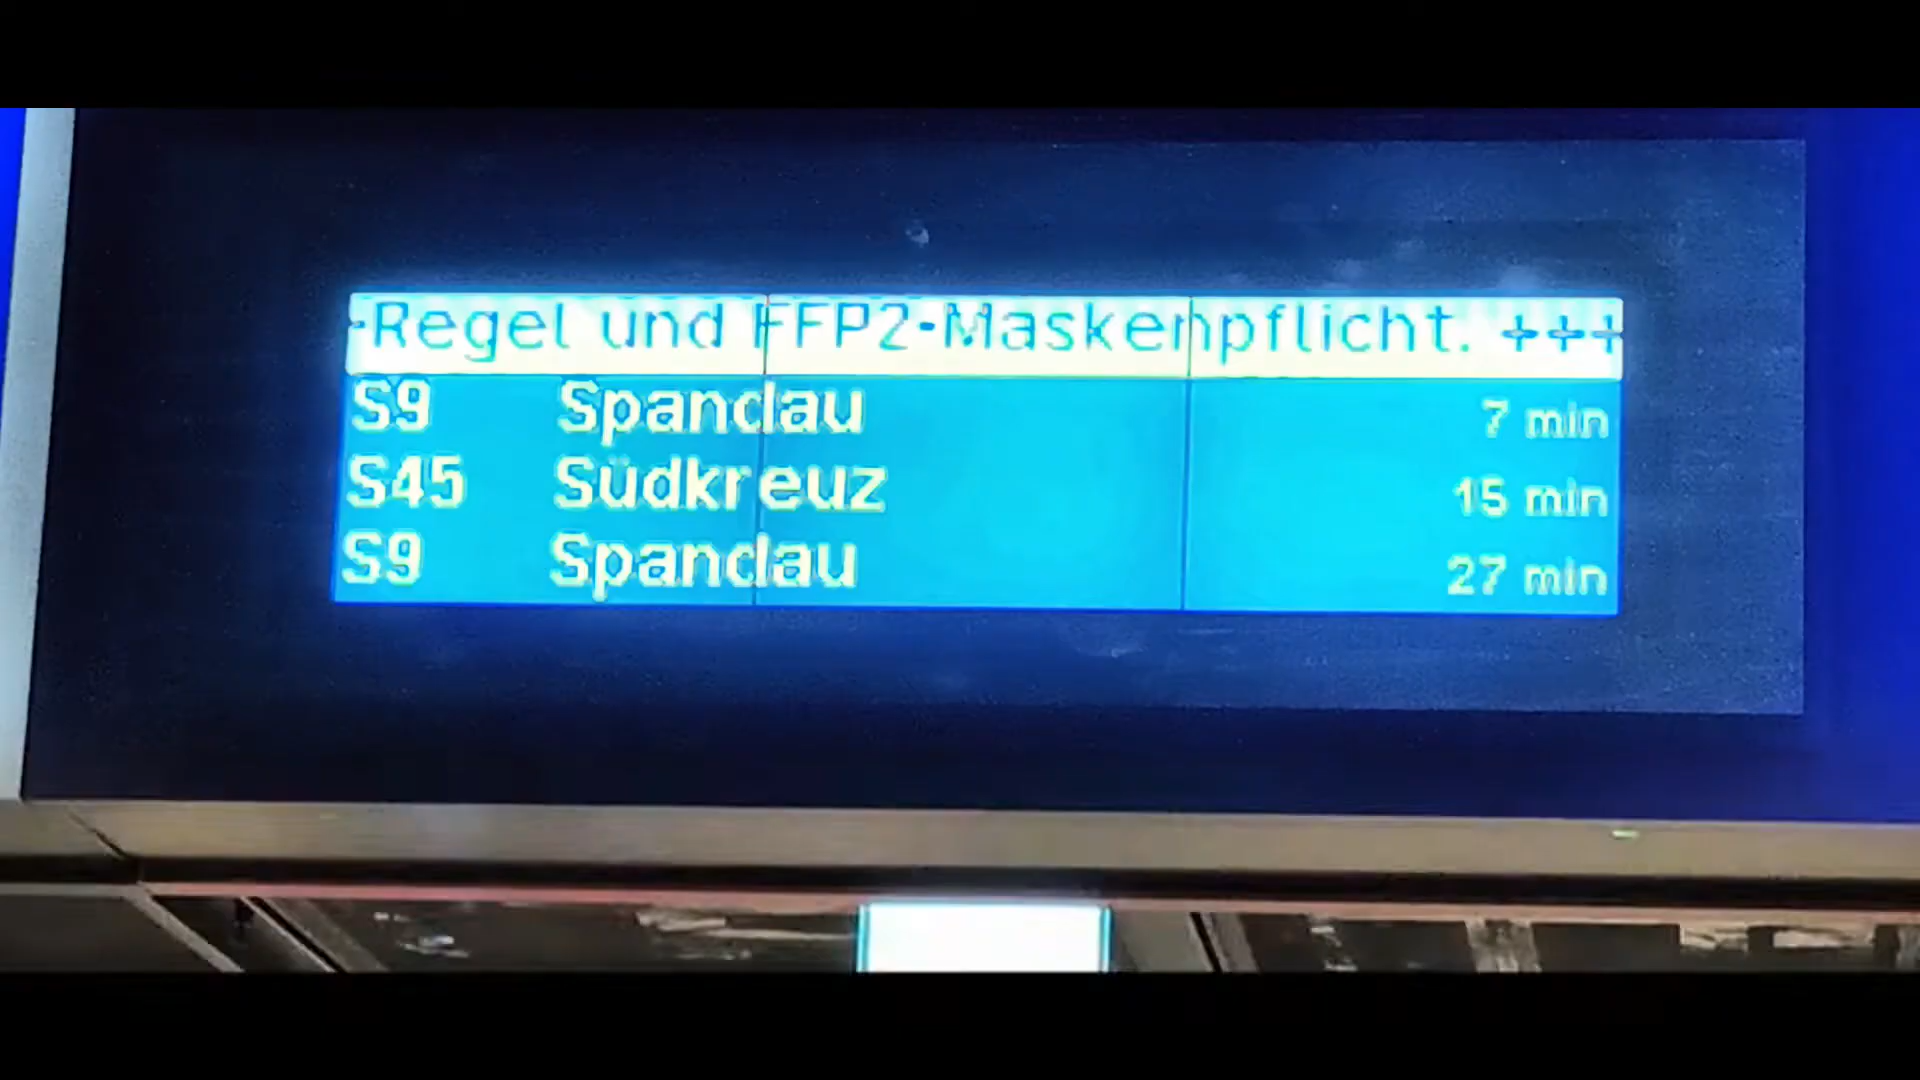 -Regel und FFP2-Maskenpflicht. +++
S9 Spandau 7 min
S45 Südkreuz 15 min
S9 Spandau 27 min